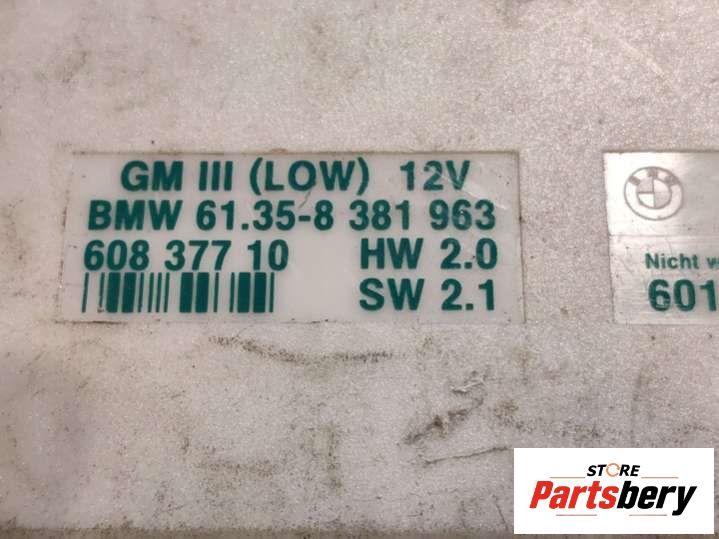 GM III (LOW) 12V
BMW 61.35-8 381 963
608 377 10 HW 2.0
SW 2.1
Nicht w
601
STORE
Partsbery